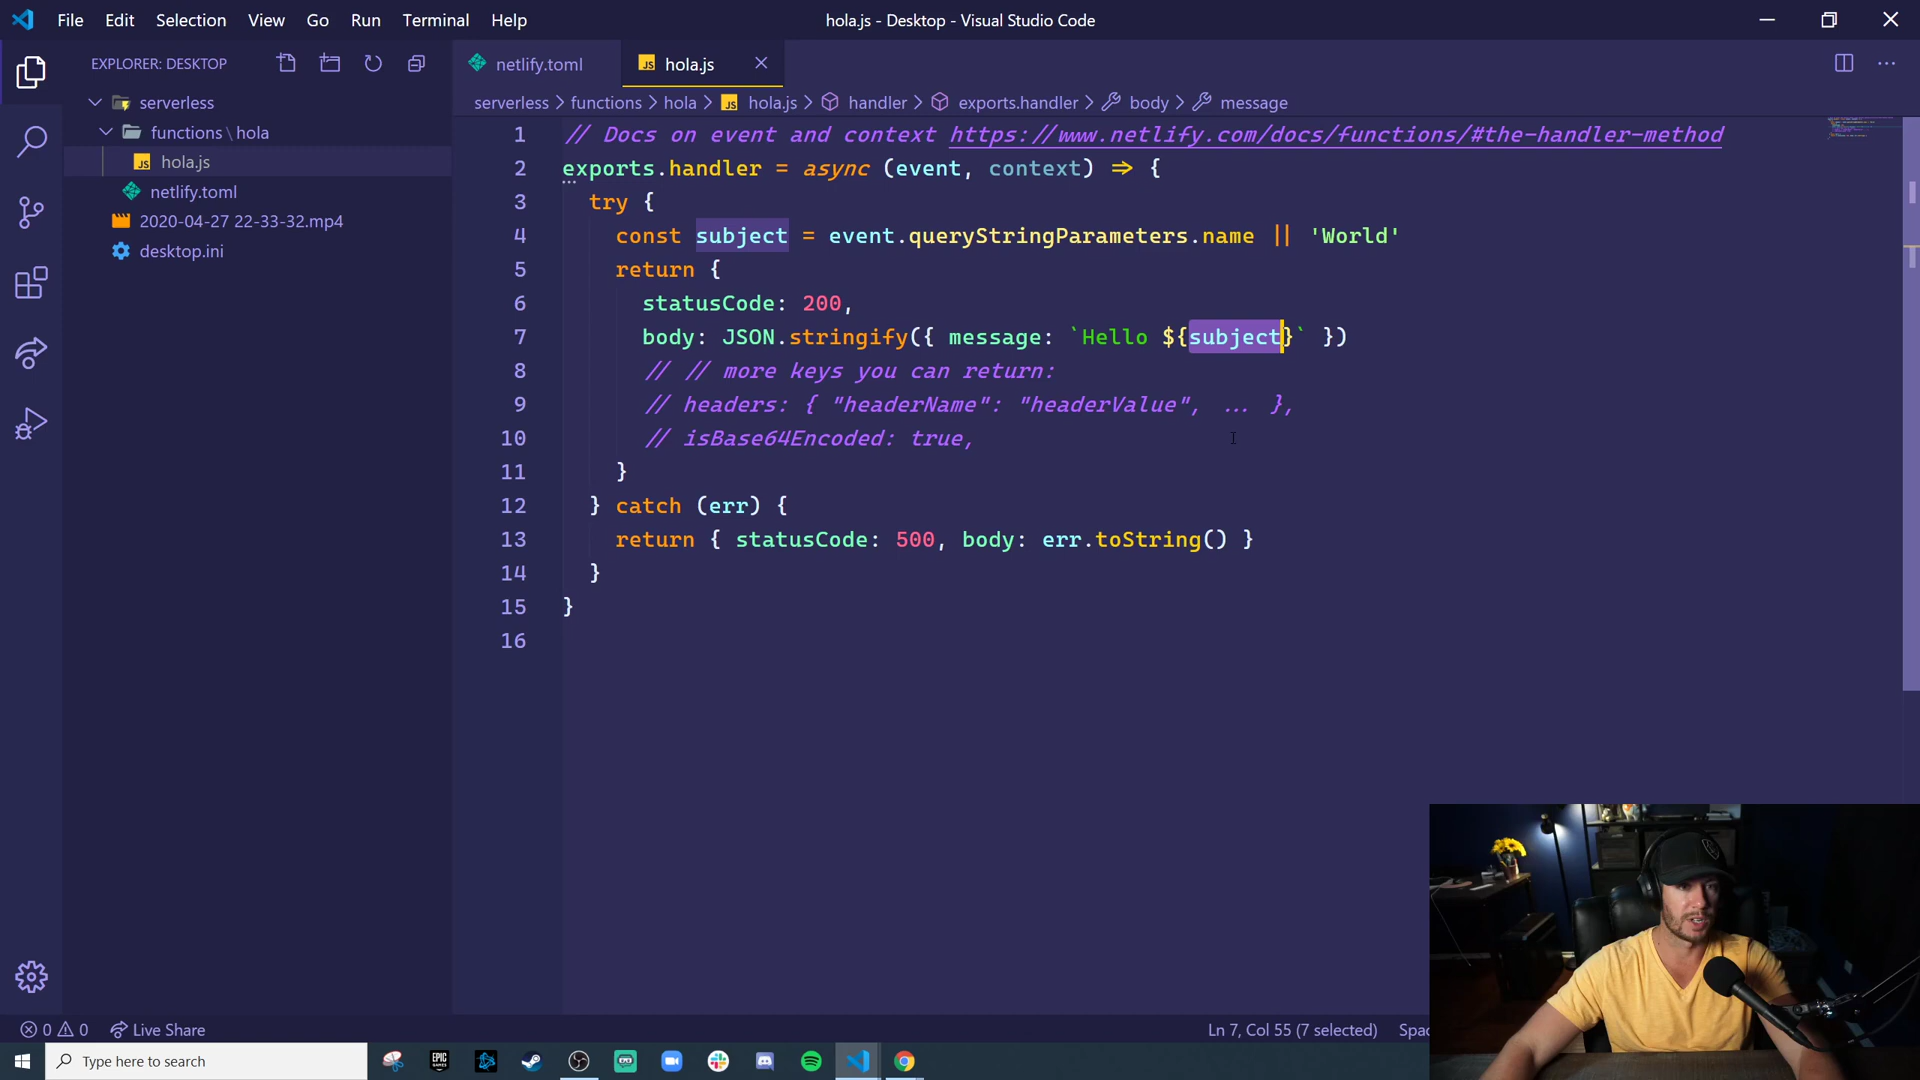 File Edit Selection View Go Run Terminal Help
hola.js - Desktop - Visual Studio Code
EXPLORER: DESKTOP
serverless
functions \ hola
hola.js
netlify.toml
2020-04-27 22-33-32.mp4
desktop.ini
netlify.toml
JS hola.js
serverless > functions > hola > JS hola.js > handler > exports.handler > body > message
1 // Docs on event and context https://www.netlify.com/docs/functions/#the-handler-method
2 exports.handler = async (event, context) => {
3 try {
4 const subject = event.queryStringParameters.name || 'World'
5 return {
6 statusCode: 200,
7 body: JSON.stringify({ message: `Hello ${subject}` })
8 // // more keys you can return:
9 // headers: { "headerName": "headerValue", ... },
10 // isBase64Encoded: true,
11 }
12 } catch (err) {
13 return { statusCode: 500, body: err.toString() }
14 }
15 }
16
0 0 Live Share
Ln 7, Col 55 (7 selected) Spac
Type here to search
EPIC GAMES